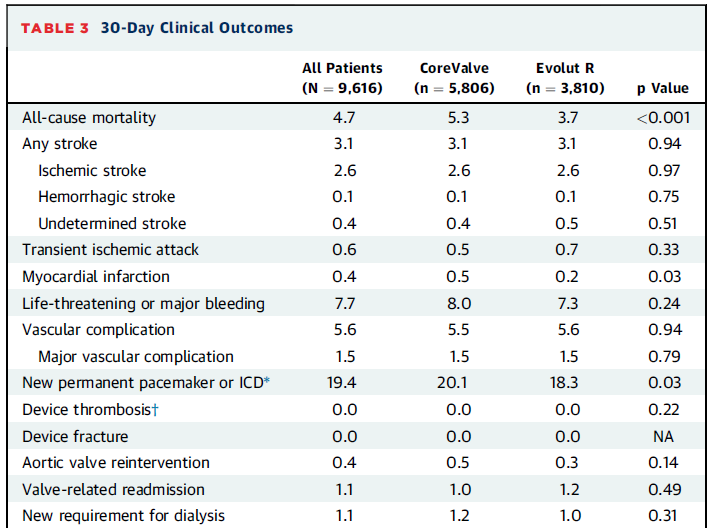 TABLE 3 30-Day Clinical Outcomes
All Patients CoreValve Evolut R
(N = 9,616) (n = 5,806) (n = 3,810) p Value
All-cause mortality 4.7 5.3 3.7 <0.001
Any stroke 3.1 3.1 3.1 0.94
Ischemic stroke 2.6 2.6 2.6 0.97
Hemorrhagic stroke 0.1 0.1 0.1 0.75
Undetermined stroke 0.4 0.4 0.5 0.51
Transient ischemic attack 0.6 0.5 0.7 0.33
Myocardial infarction 0.4 0.5 0.2 0.03
Life-threatening or major bleeding 7.7 8.0 7.3 0.24
Vascular complication 5.6 5.5 5.6 0.94
Major vascular complication 1.5 1.5 1.5 0.79
New permanent pacemaker or ICD* 19.4 20.1 18.3 0.03
Device thrombosis† 0.0 0.0 0.0 0.22
Device fracture 0.0 0.0 0.0 NA
Aortic valve reintervention 0.4 0.5 0.3 0.14
Valve-related readmission 1.1 1.0 1.2 0.49
New requirement for dialysis 1.1 1.2 1.0 0.31